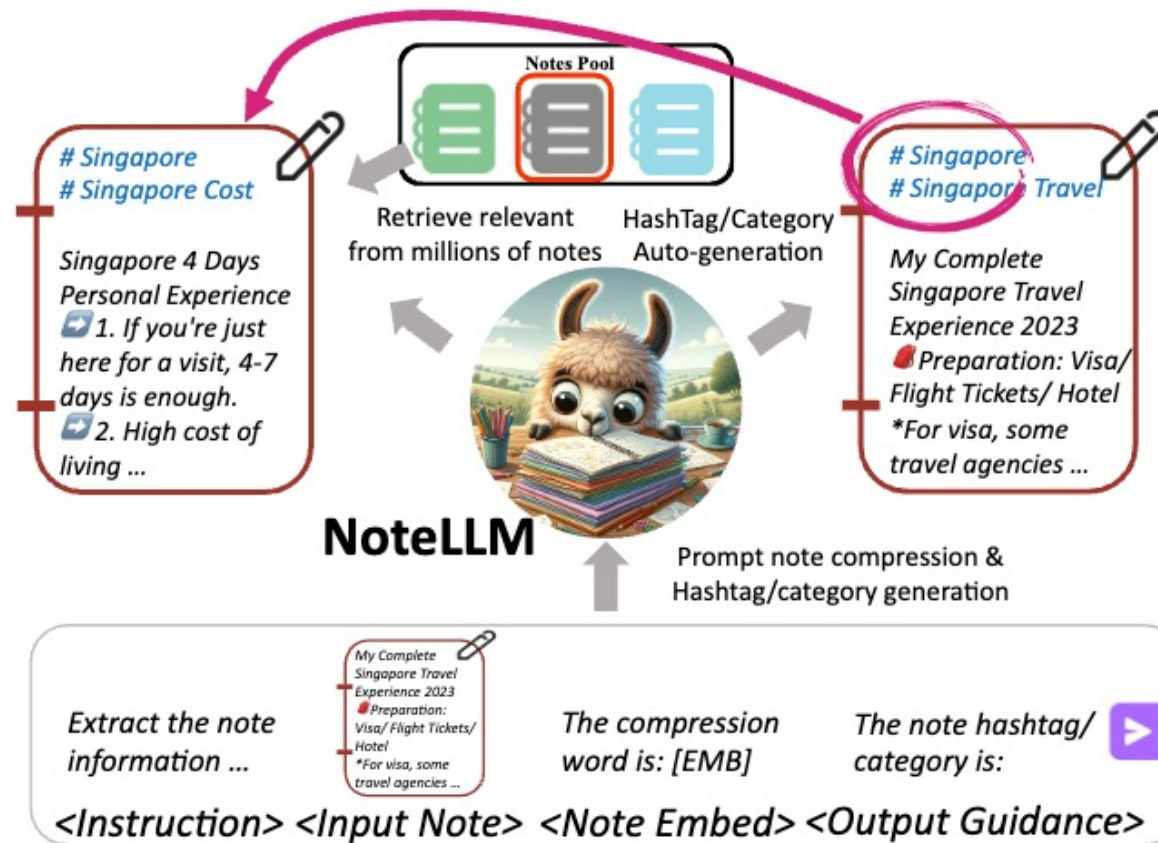 Notes Pool
# Singapore
# Singapore Cost
Singapore 4 Days
Personal Experience
➡️ 1. If you're just
here for a visit, 4-7
days is enough.
➡️ 2. High cost of
living ...
Retrieve relevant
from millions of notes
HashTag/Category
Auto-generation
# Singapore
# Singapore Travel
My Complete
Singapore Travel
Experience 2023
🎒Preparation: Visa/
Flight Tickets/ Hotel
*For visa, some
travel agencies ...
NoteLLM
Prompt note compression &
Hashtag/category generation
Extract the note
information ...
<Instruction>
My Complete
Singapore Travel
Experience 2023
🎒Preparation:
Visa/ Flight Tickets/
Hotel
*For visa, some
travel agencies ...
<Input Note>
The compression
word is: [EMB]
<Note Embed>
The note hashtag/
category is:
<Output Guidance>